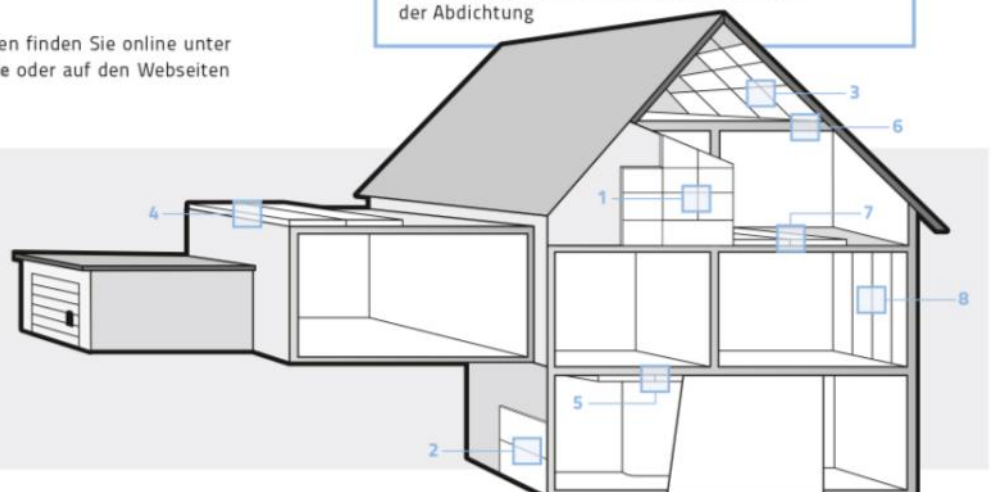 der Abdichtung
en finden Sie online unter
e oder auf den Webseiten
3
6
1
4
7
8
5
2